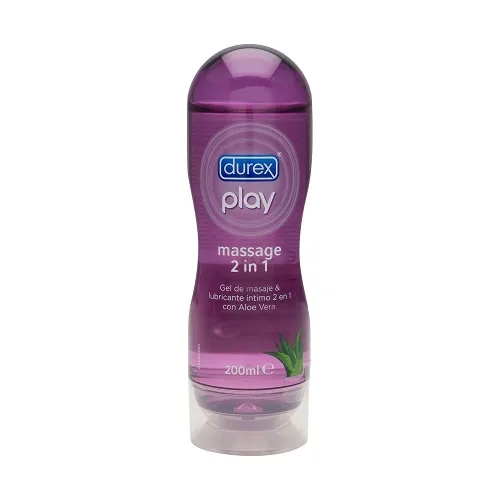 durex
play
massage
2 in 1
Gel de masaje &
lubricante íntimo 2 en 1
con Aloe Vera
200ml e